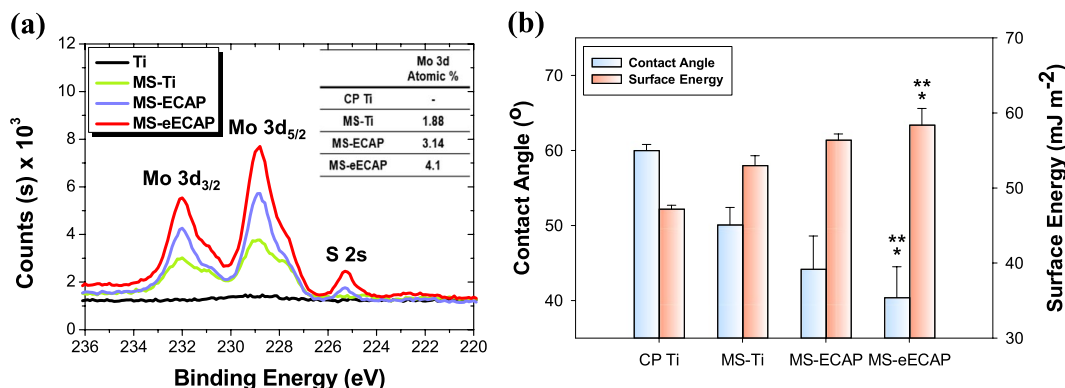 (a)
12
10
8
6
4
2
0
Counts (s) x 10³
Ti
MS-Ti
MS-ECAP
MS-eECAP
Mo 3d
Atomic %
CP Ti -
MS-Ti 1.88
MS-ECAP 3.14
MS-eECAP 4.1
Mo 3d5/2
Mo 3d3/2
S 2s
236 234 232 230 228 226 224 222 220
Binding Energy (eV)
(b)
70
60
50
40
Contact Angle (O)
Contact Angle
Surface Energy
**
*
**
*
70
60
50
40
30
Surface Energy (mJ m-2)
CP Ti MS-Ti MS-ECAP MS-eECAP